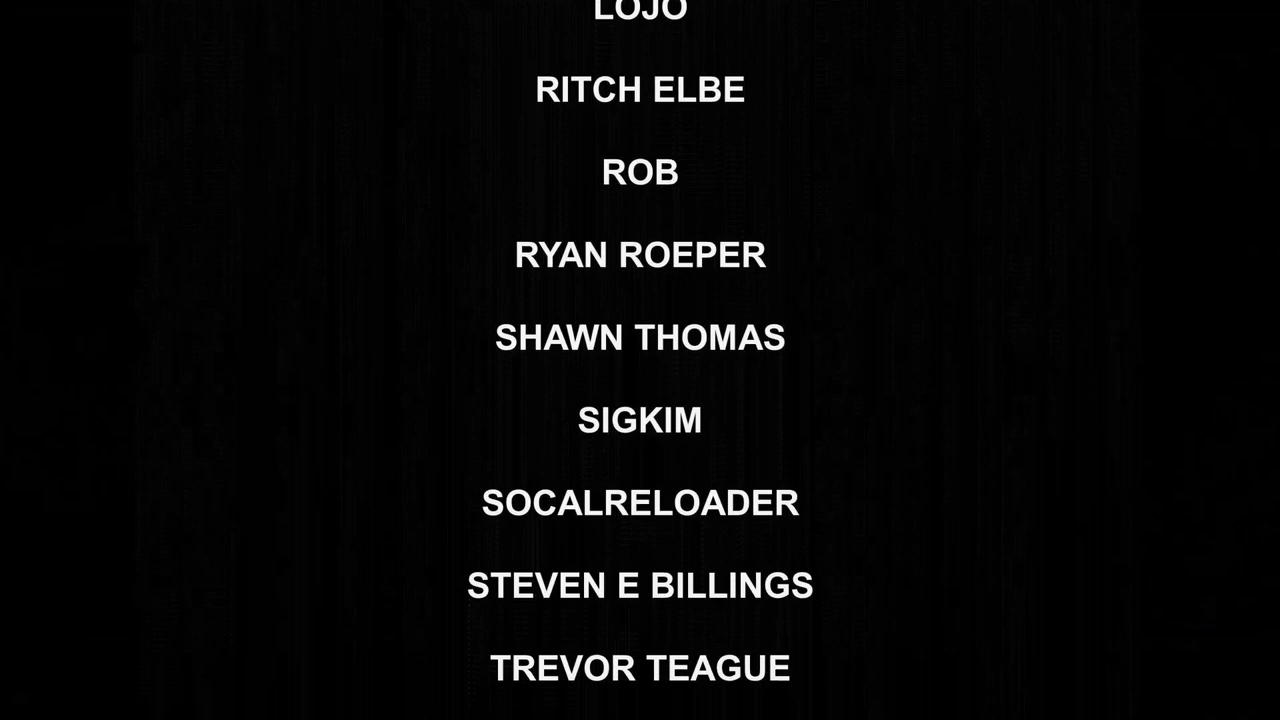 LOJO
RITCH ELBE
ROB
RYAN ROEPER
SHAWN THOMAS
SIGKIM
SOCALRELOADER
STEVEN E BILLINGS
TREVOR TEAGUE